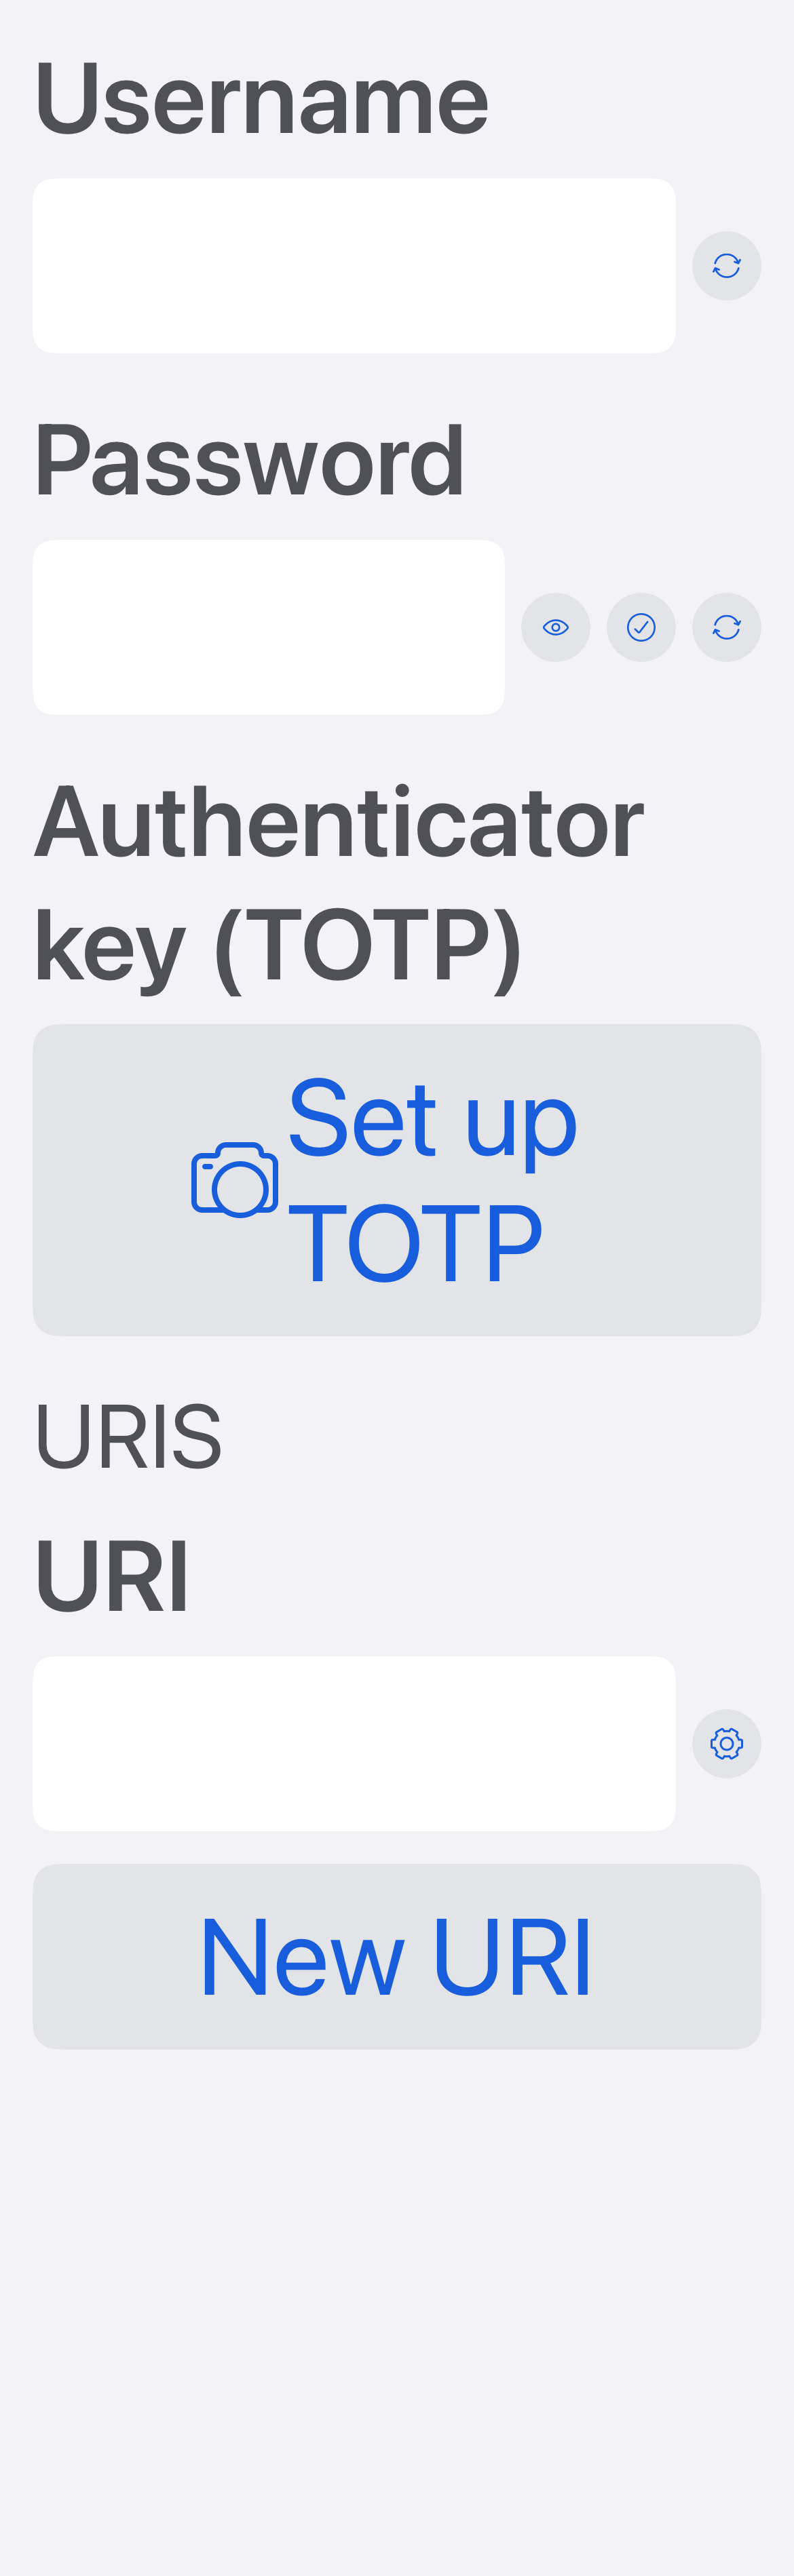 Username
Password
Authenticator
key (TOTP)
Set up
TOTP
URIS
URI
New URI